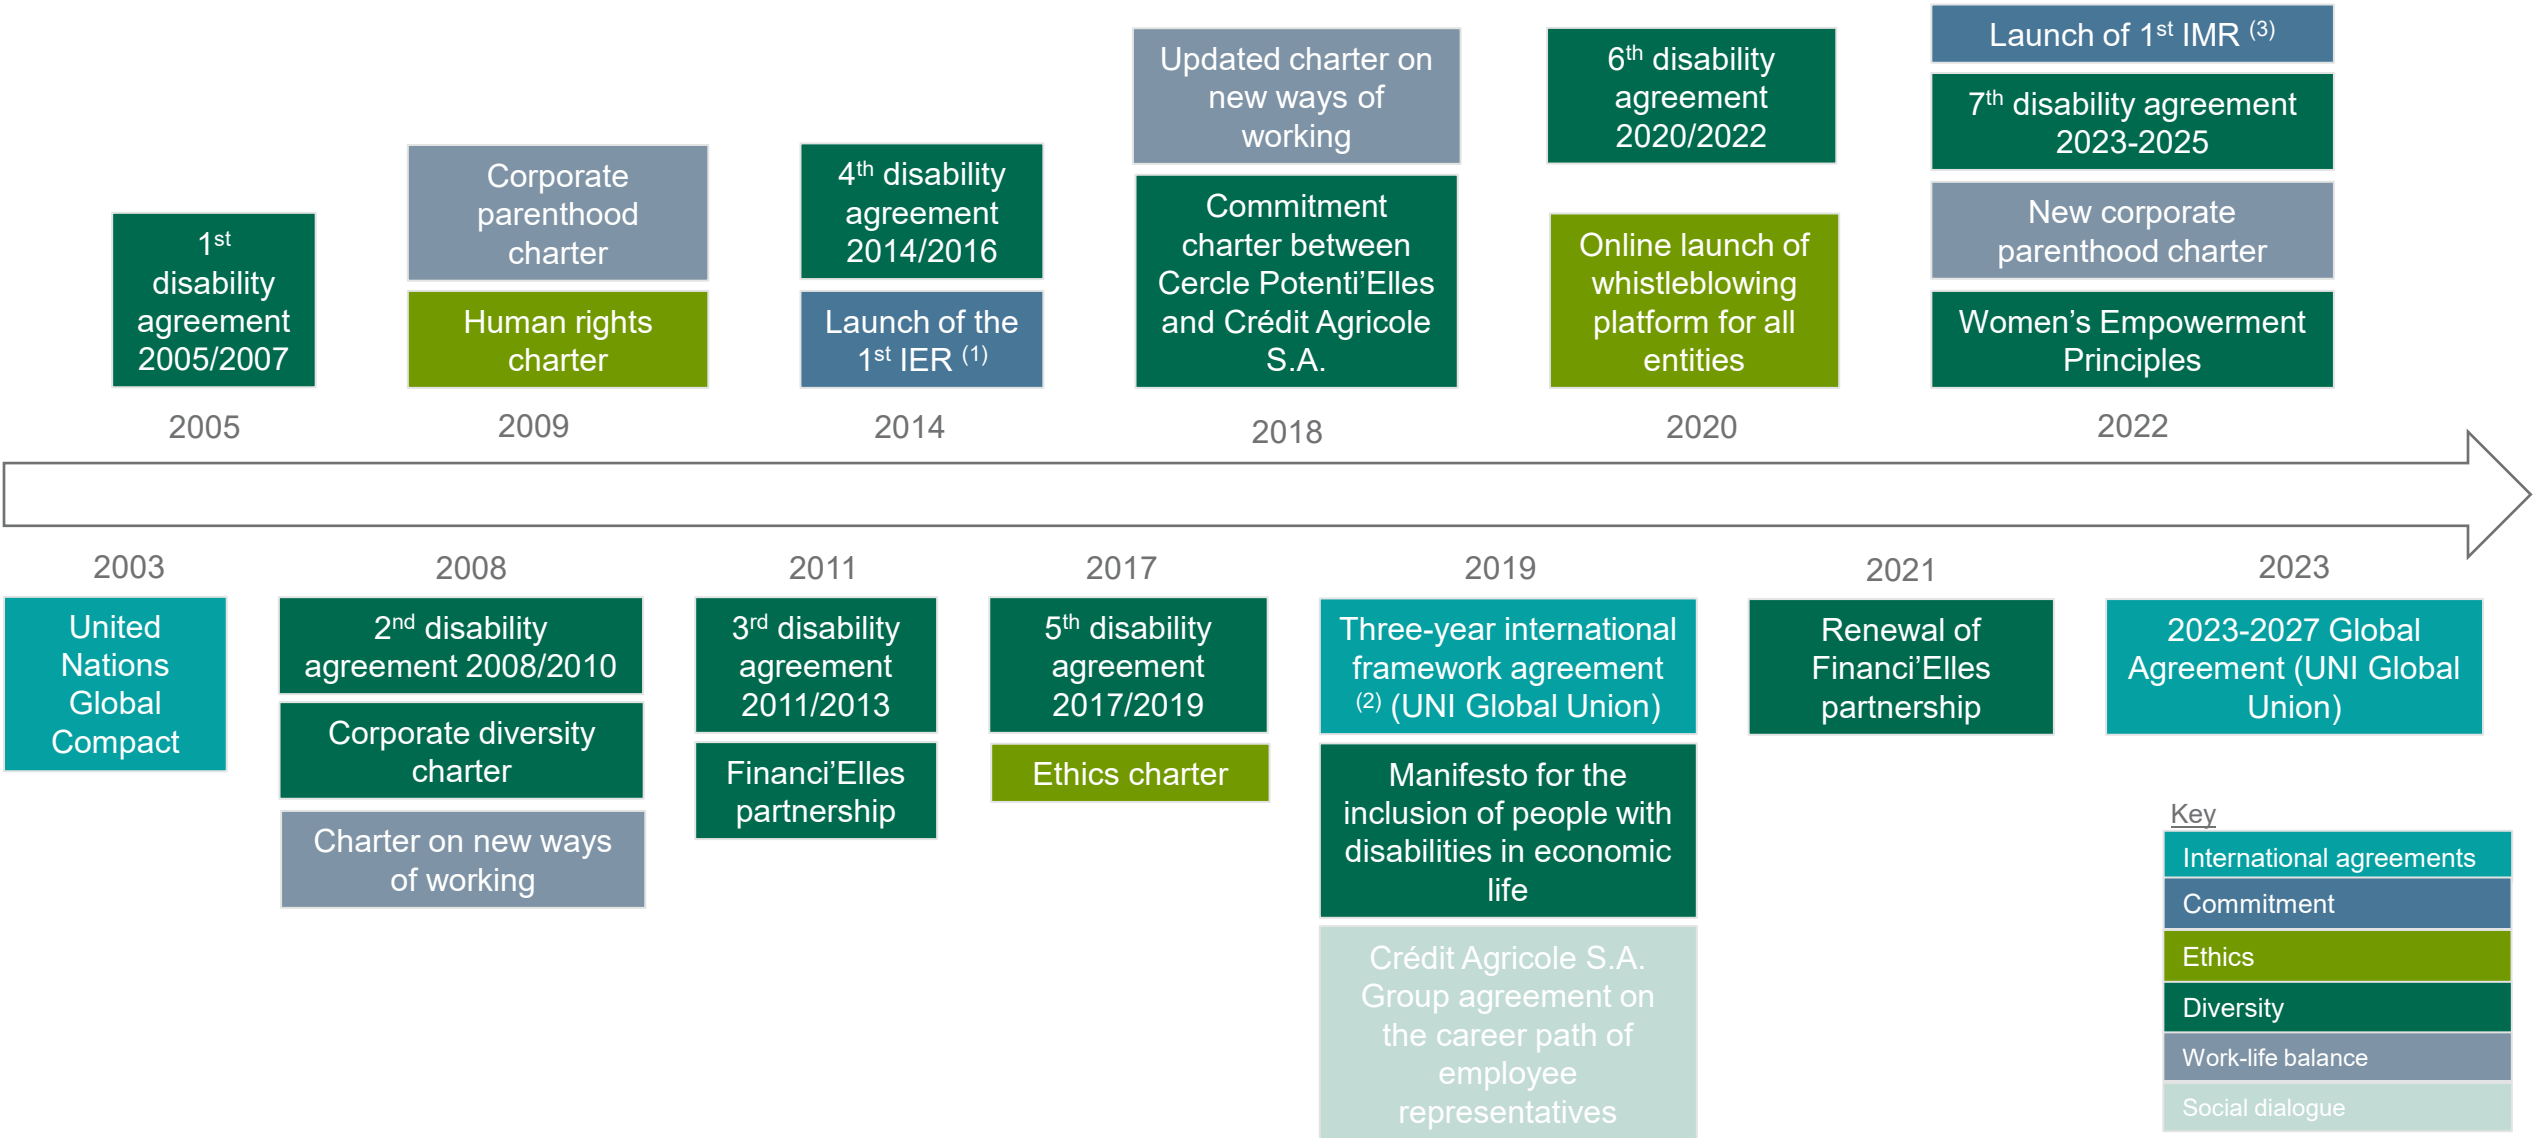 1st
disability
agreement
2005/2007
2005
Corporate
parenthood
charter
Human rights
charter
2009
4th disability
agreement
2014/2016
Launch of the
1st IER (1)
2014
Updated charter on
new ways of
working
Commitment
charter between
Cercle Potenti’Elles
and Crédit Agricole
S.A.
2018
6th disability
agreement
2020/2022
Online launch of
whistleblowing
platform for all
entities
2020
Launch of 1st IMR (3)
7th disability agreement
2023-2025
New corporate
parenthood charter
Women’s Empowerment
Principles
2022
2003
United
Nations
Global
Compact
2008
2nd disability
agreement 2008/2010
Corporate diversity
charter
Charter on new ways
of working
2011
3rd disability
agreement
2011/2013
Financi’Elles
partnership
2017
5th disability
agreement
2017/2019
Ethics charter
2019
Three-year international
framework agreement
(2) (UNI Global Union)
Manifesto for the
inclusion of people with
disabilities in economic
life
Crédit Agricole S.A.
Group agreement on
the career path of
employee
representatives
2021
Renewal of
Financi’Elles
partnership
2023
2023-2027 Global
Agreement (UNI Global
Union)
Key
International agreements
Commitment
Ethics
Diversity
Work-life balance
Social dialogue